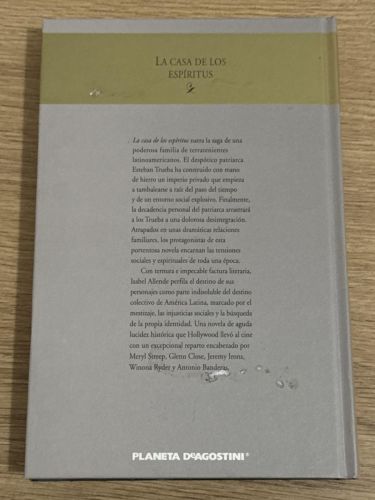 LA CASA DE LOS
ESPÍRITUS
La casa de los espíritus narra la saga de una
poderosa familia de terratenientes
latinoamericanos. El despótico patriarca
Esteban Trueba ha construido con mano
de hierro un imperio privado que empieza
a tambalearse a raíz del paso del tiempo
y de un entorno social explosivo. Finalmente,
la decadencia personal del patriarca arrastrará
a los Trueba a una dolorosa desintegración.
Atrapados en unas dramáticas relaciones
familiares, los protagonistas de esta
portentosa novela encarnan las tensiones
sociales y espirituales de toda una época.
Con ternura e impecable factura literaria,
Isabel Allende perfila el destino de sus
personajes como parte indisoluble del destino
colectivo de América Latina, marcado por el
mestizaje, las injusticias sociales y la búsqueda
de la propia identidad. Una novela de aguda
lucidez histórica que Hollywood llevó al cine
con un excepcional reparto encabezado por
Meryl Streep, Glenn Close, Jeremy Irons,
Winona Ryder y Antonio Banderas.
PLANETA DEAGOSTINI®